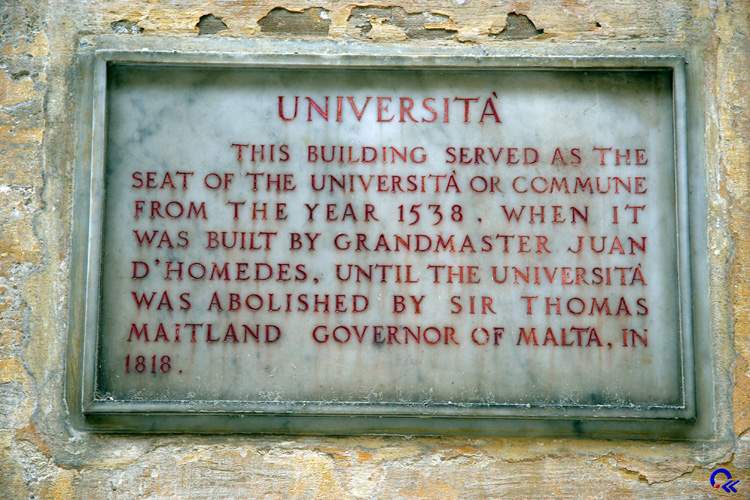 UNIVERSITÀ
THIS BUILDING SERVED AS THE
SEAT OF THE UNIVERSITÀ OR COMMUNE
FROM THE YEAR 1538. WHEN IT
WAS BUILT BY GRANDMASTER JUAN
D'HOMEDES, UNTIL THE UNIVERSITÀ
WAS ABOLISHED BY SIR THOMAS
MAITLAND GOVERNOR OF MALTA, IN
1818.